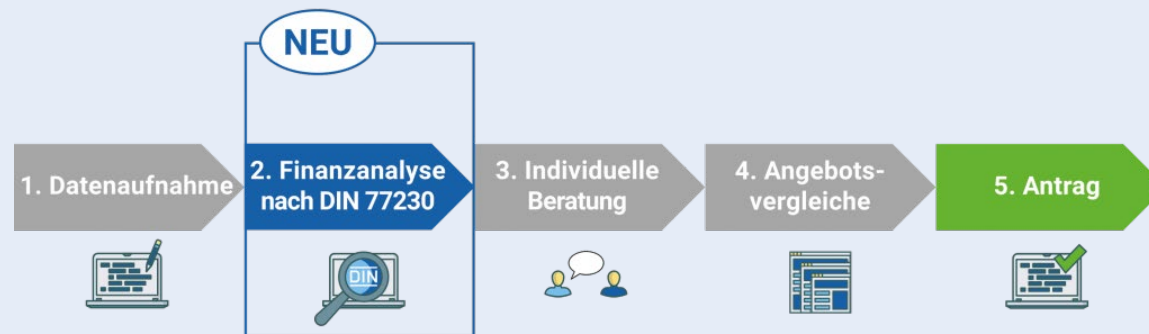 NEU
1. Datenaufnahme
2. Finanzanalyse
nach DIN 77230
3. Individuelle
Beratung
4. Angebots-
vergleiche
5. Antrag
DIN